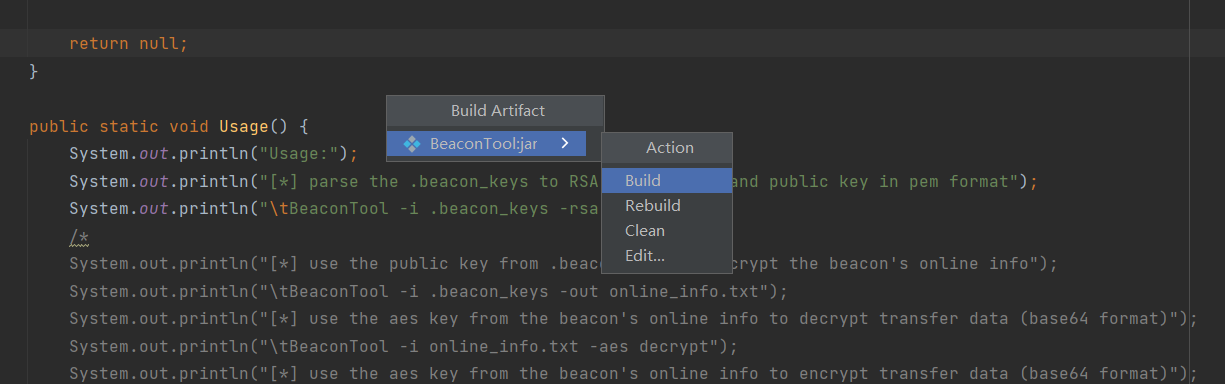 return null;
}
public static void Usage() {
Build Artifact
BeaconTool:jar
Action
Build
Rebuild
Clean
Edit...
System.out.println("Usage:");
System.out.println("[*] parse the .beacon_keys to RSA and public key in pem format");
System.out.println("\tBeaconTool -i .beacon_keys -rsa
/*
System.out.println("[*] use the public key from .beac crypt the beacon's online info");
System.out.println("\tBeaconTool -i .beacon_keys -out online_info.txt");
System.out.println("[*] use the aes key from the beacon's online info to decrypt transfer data (base64 format)");
System.out.println("\tBeaconTool -i online_info.txt -aes decrypt");
System.out.println("[*] use the aes key from the beacon's online info to encrypt transfer data (base64 format)");